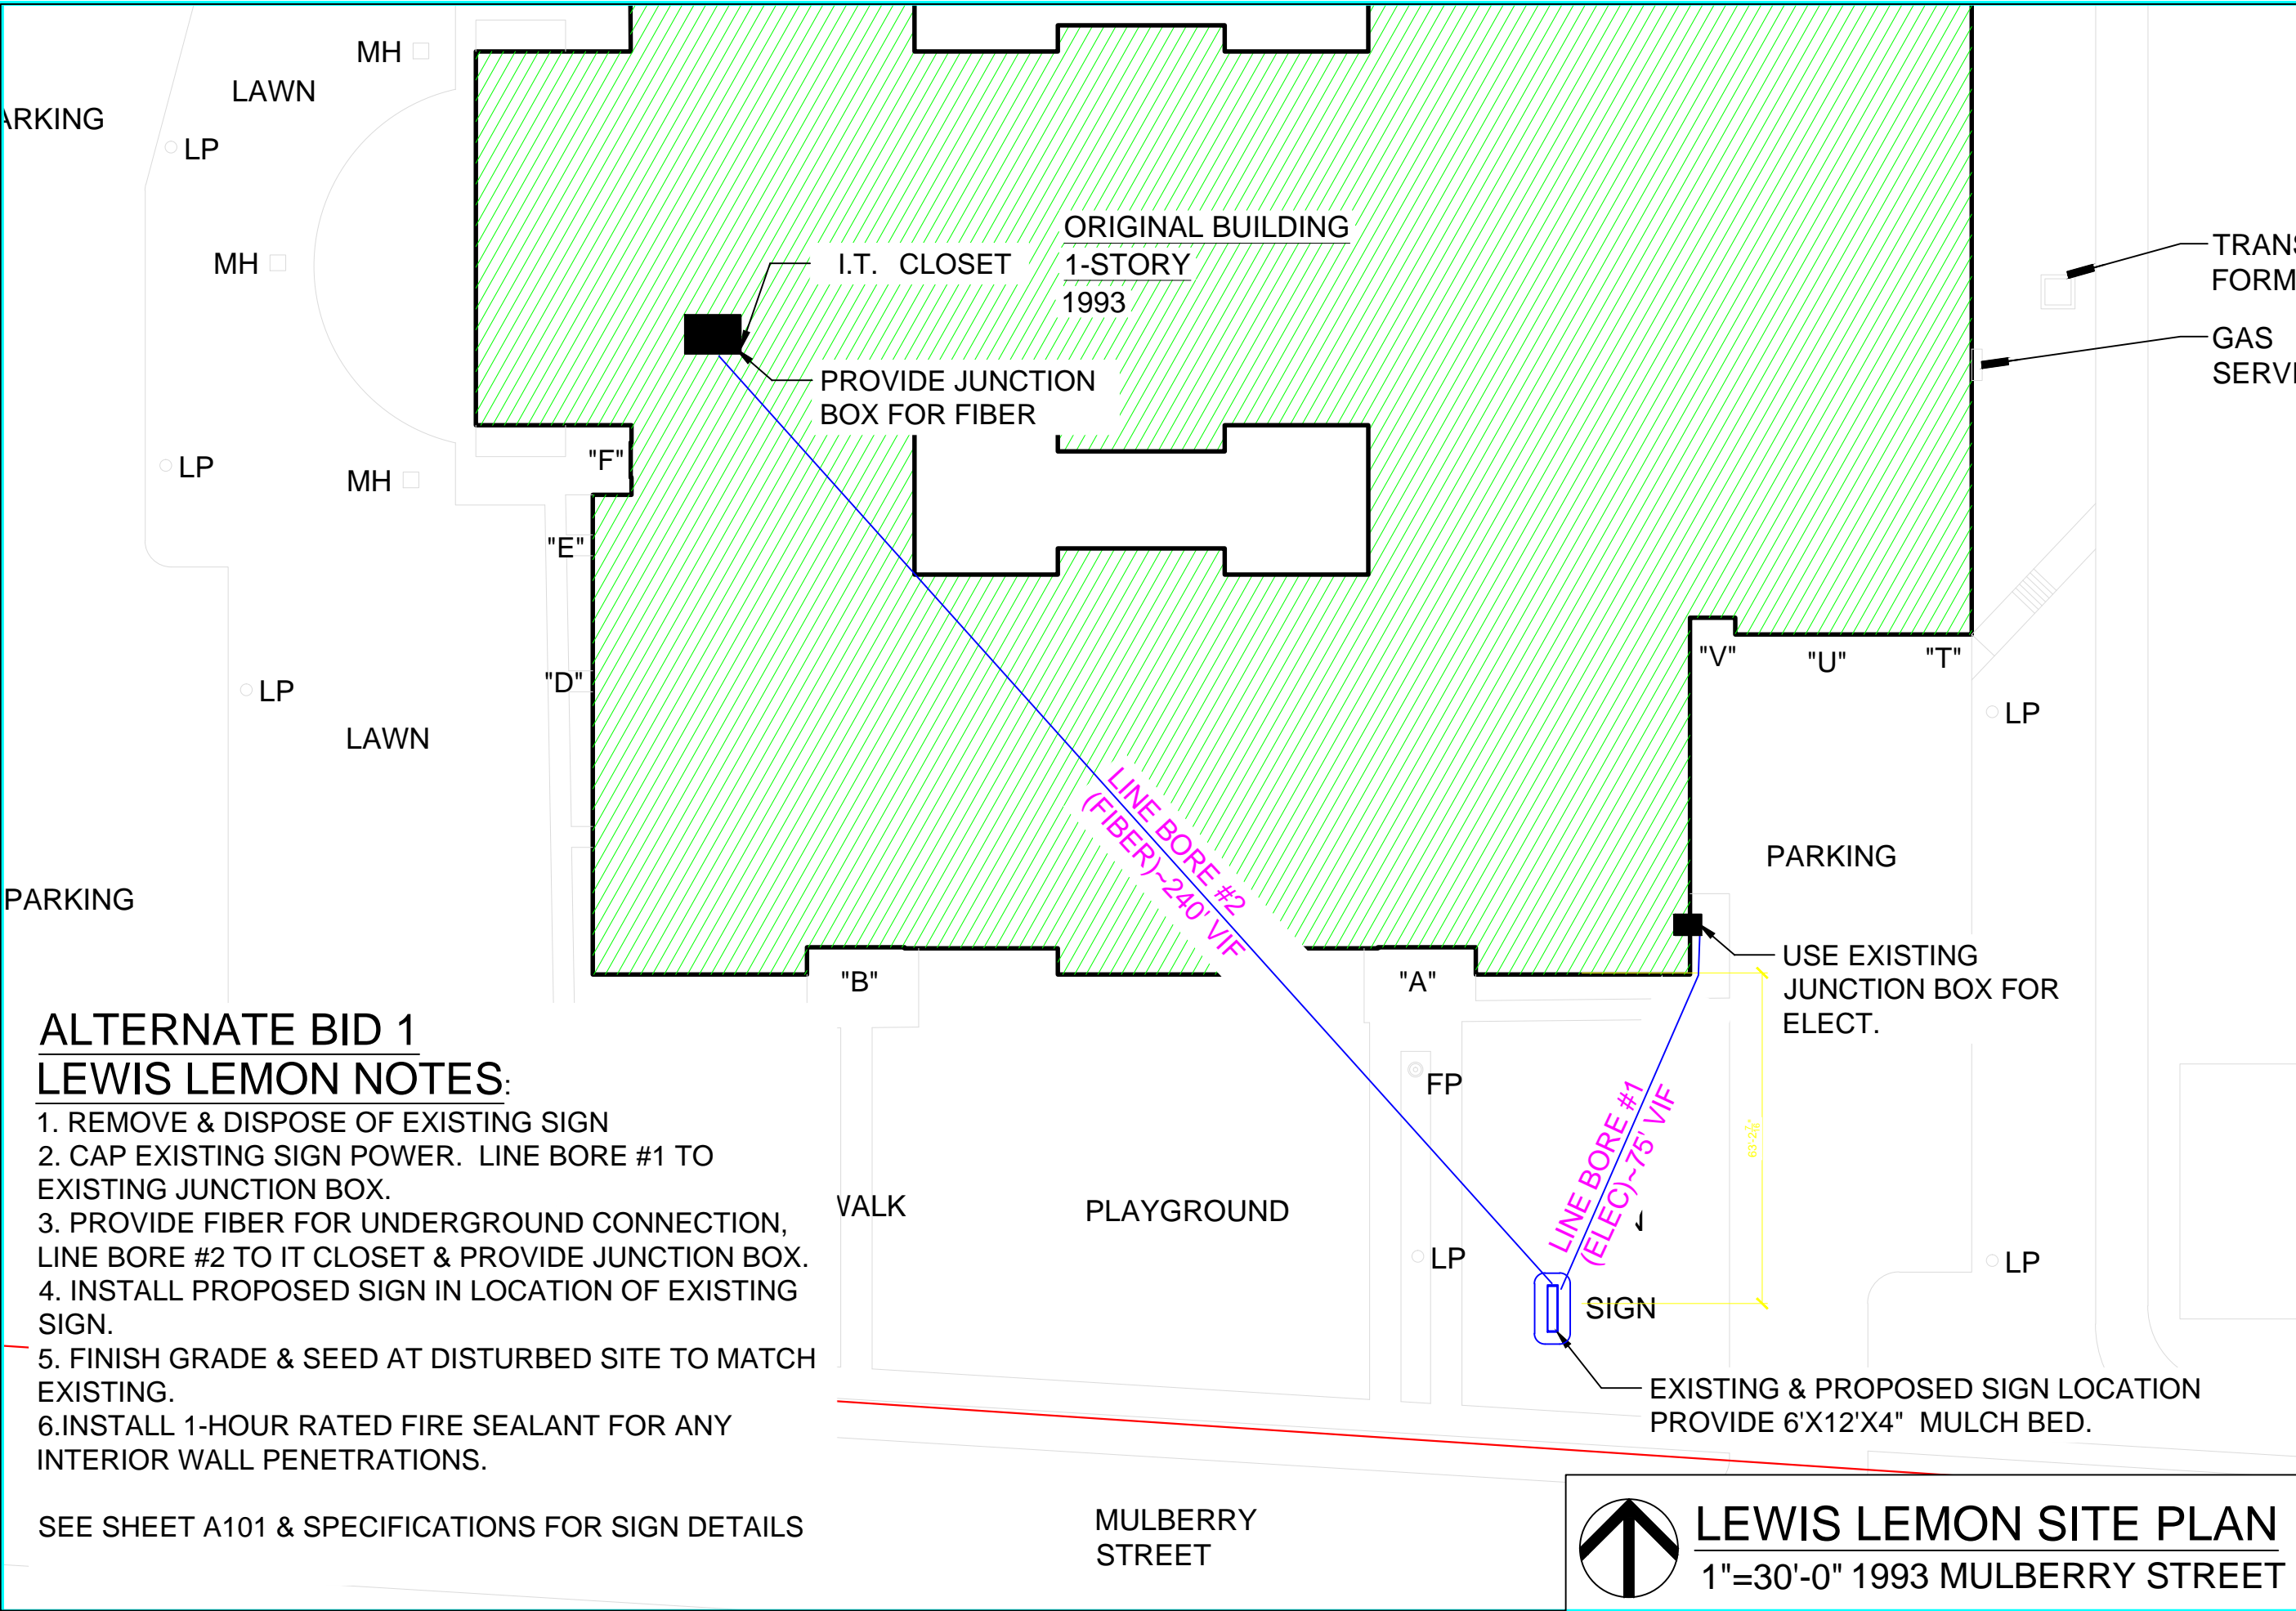 MH
LAWN
ARKING
LP
MH
ORIGINAL BUILDING
1-STORY
1993
I.T. CLOSET
PROVIDE JUNCTION
BOX FOR FIBER
TRANS
FORM
GAS
SERVI
"F"
LP
MH
"E"
"D"
LP
LAWN
"V"
"U"
"T"
LP
LINE BORE #2
(FIBER)~240' VIF
PARKING
PARKING
"B"
"A"
USE EXISTING
JUNCTION BOX FOR
ELECT.
ALTERNATE BID 1
LEWIS LEMON NOTES:
1. REMOVE & DISPOSE OF EXISTING SIGN
2. CAP EXISTING SIGN POWER. LINE BORE #1 TO
EXISTING JUNCTION BOX.
3. PROVIDE FIBER FOR UNDERGROUND CONNECTION,
LINE BORE #2 TO IT CLOSET & PROVIDE JUNCTION BOX.
4. INSTALL PROPOSED SIGN IN LOCATION OF EXISTING
SIGN.
5. FINISH GRADE & SEED AT DISTURBED SITE TO MATCH
EXISTING.
6.INSTALL 1-HOUR RATED FIRE SEALANT FOR ANY
INTERIOR WALL PENETRATIONS.
SEE SHEET A101 & SPECIFICATIONS FOR SIGN DETAILS
FP
LINE BORE #1
(ELEC)~75' VIF
WALK
PLAYGROUND
LP
LP
SIGN
EXISTING & PROPOSED SIGN LOCATION
PROVIDE 6'X12'X4" MULCH BED.
MULBERRY
STREET
LEWIS LEMON SITE PLAN
1"=30'-0" 1993 MULBERRY STREET